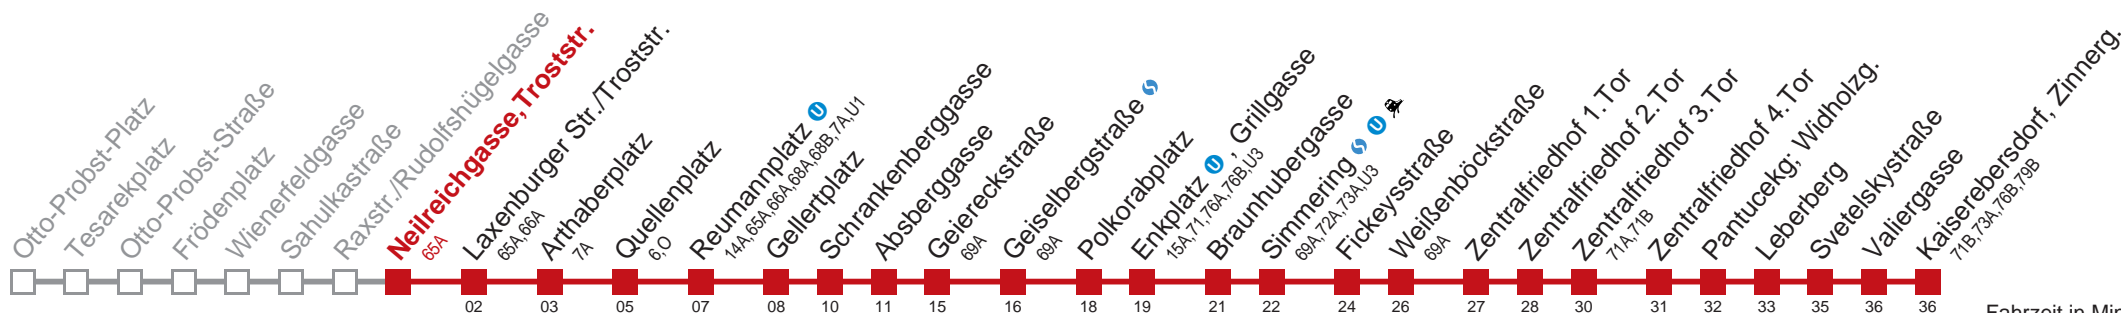 Otto-Probst-Platz
Tesarekplatz
Otto-Probst-Straße
Frödenplatz
Wienerfeldgasse
Sahulkastraße
Raxstr./Rudolfshügelgasse
Neilreichgasse, Troststr.
65A
Laxenburger Str./Troststr.
65A,66A
Arthaberplatz
7A
Quellenplatz
6,O
Reumannplatz U
14A,65A,66A,68A,68B,7A,U1
Gellertplatz
Schrankenberggasse
Absberggasse
Geiereckstraße
69A
Geiselbergstraße
69A
Polkorabplatz
Enkplatz U , Grillgasse
15A,71,76A,76B,U3
Braunhubergasse
Simmering U
69A,72A,73A,U3
Fickeysstraße
Weißenböckstraße
69A
Zentralfriedhof 1.Tor
Zentralfriedhof 2.Tor
Zentralfriedhof 3.Tor
71A,71B
Zentralfriedhof 4.Tor
Pantucekg; Widholzg.
Leberberg
Svetelskystraße
Valiergasse
Kaiserebersdorf, Zinnerg.
71B,73A,76B,79B
02 03 05 07 08 10 11 15 16 18 19 21 22 24 26 27 28 30 31 32 33 35 36 36
Fahrzeit in Min